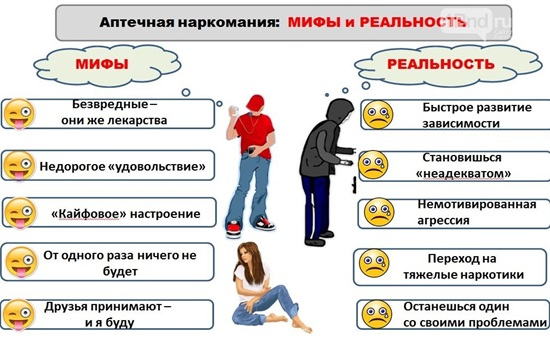 Аптечная наркомания: МИФЫ и РЕАЛЬНОСТЬ
МИФЫ
Безвредные –
они же лекарства
Недорогое «удовольствие»
«Кайфовое» настроение
От одного раза ничего не
будет
Друзья принимают –
и я буду
РЕАЛЬНОСТЬ
Быстрое развитие
зависимости
Становишься
«неадекватом»
Немотивированная
агрессия
Переход на
тяжелые наркотики
Останешься один
со своими проблемами